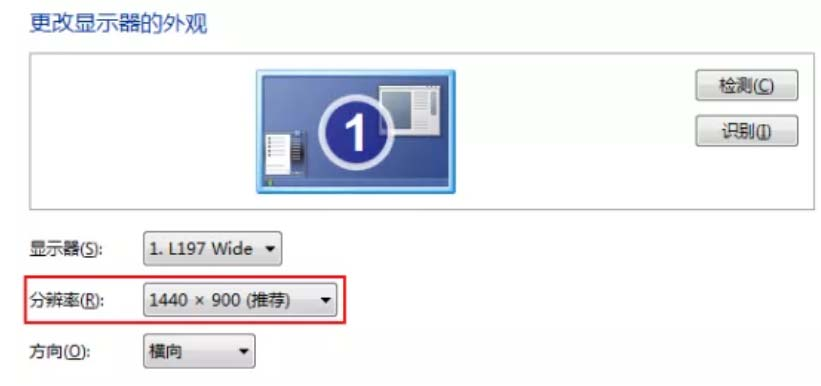 更改显示器的外观
1
检测(C)
识别(I)
显示器(S): 1. L197 Wide
分辨率(R): 1440 × 900 (推荐)
方向(O): 横向